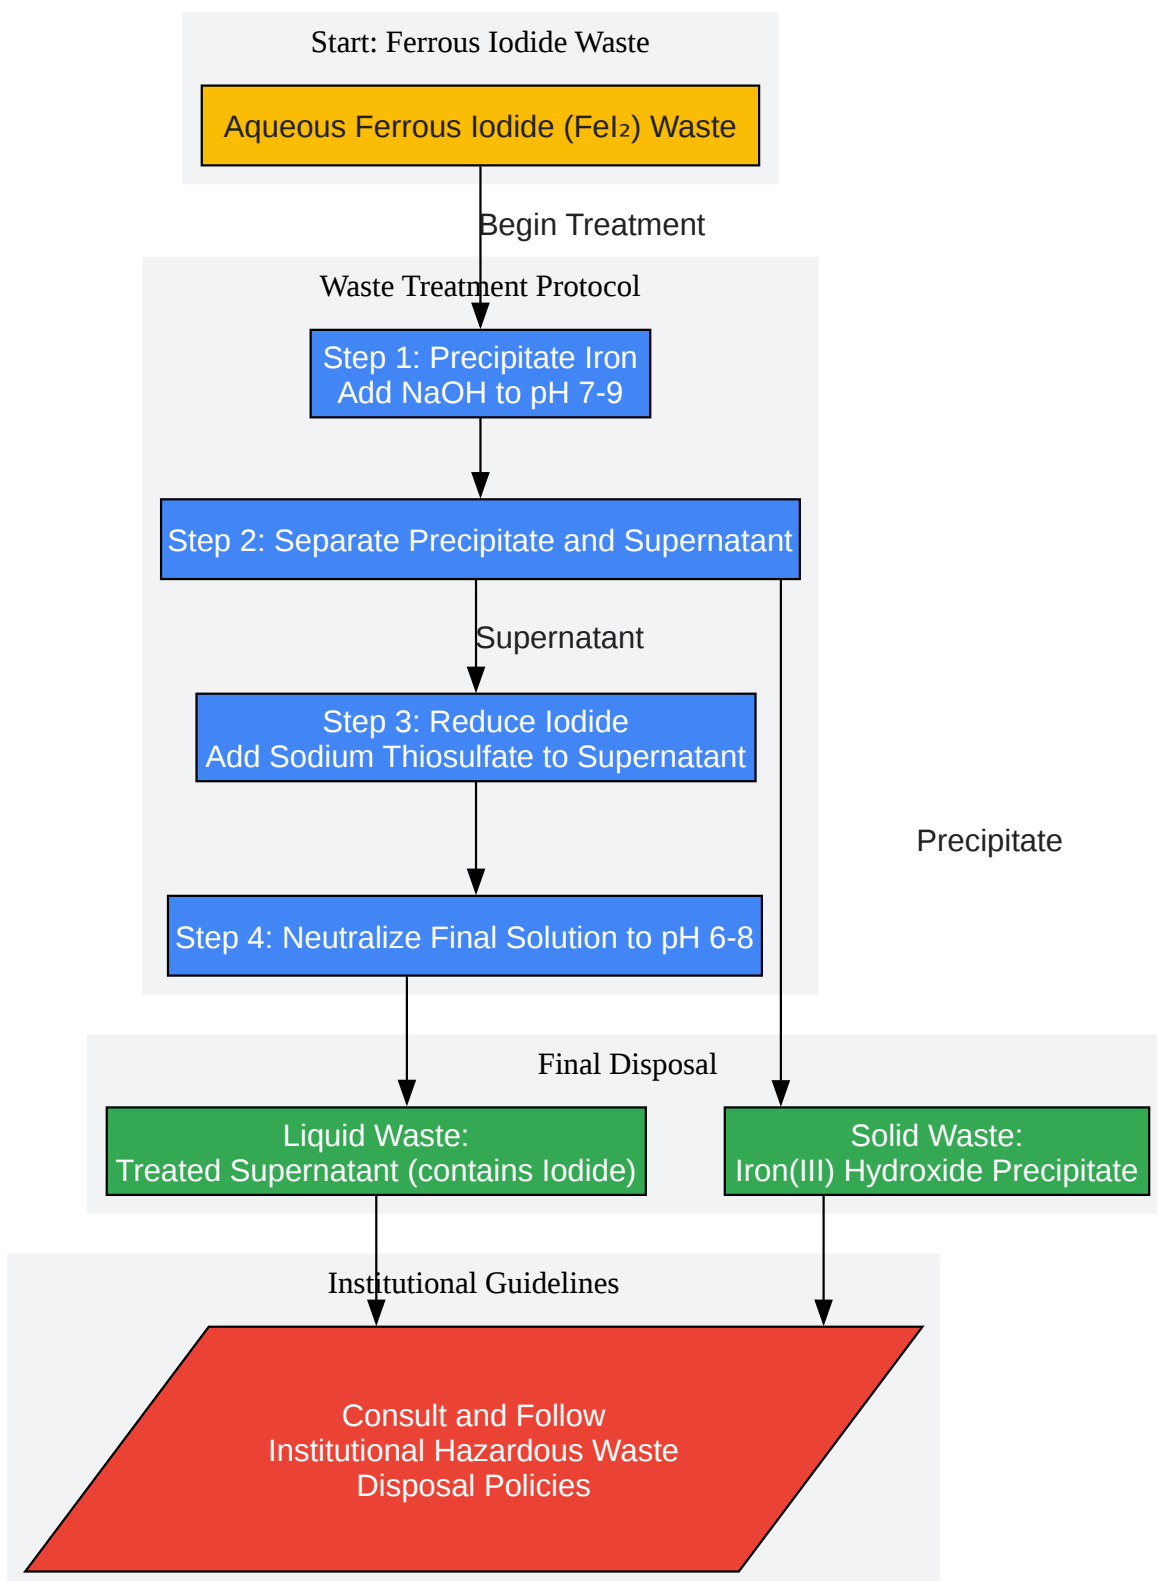 Start: Ferrous Iodide Waste
Aqueous Ferrous Iodide (FeI₂) Waste
Begin Treatment
Waste Treatment Protocol
Step 1: Precipitate Iron
Add NaOH to pH 7-9
Step 2: Separate Precipitate and Supernatant
Supernatant
Step 3: Reduce Iodide
Add Sodium Thiosulfate to Supernatant
Precipitate
Step 4: Neutralize Final Solution to pH 6-8
Final Disposal
Liquid Waste:
Treated Supernatant (contains Iodide)
Solid Waste:
Iron(III) Hydroxide Precipitate
Institutional Guidelines
Consult and Follow
Institutional Hazardous Waste
Disposal Policies